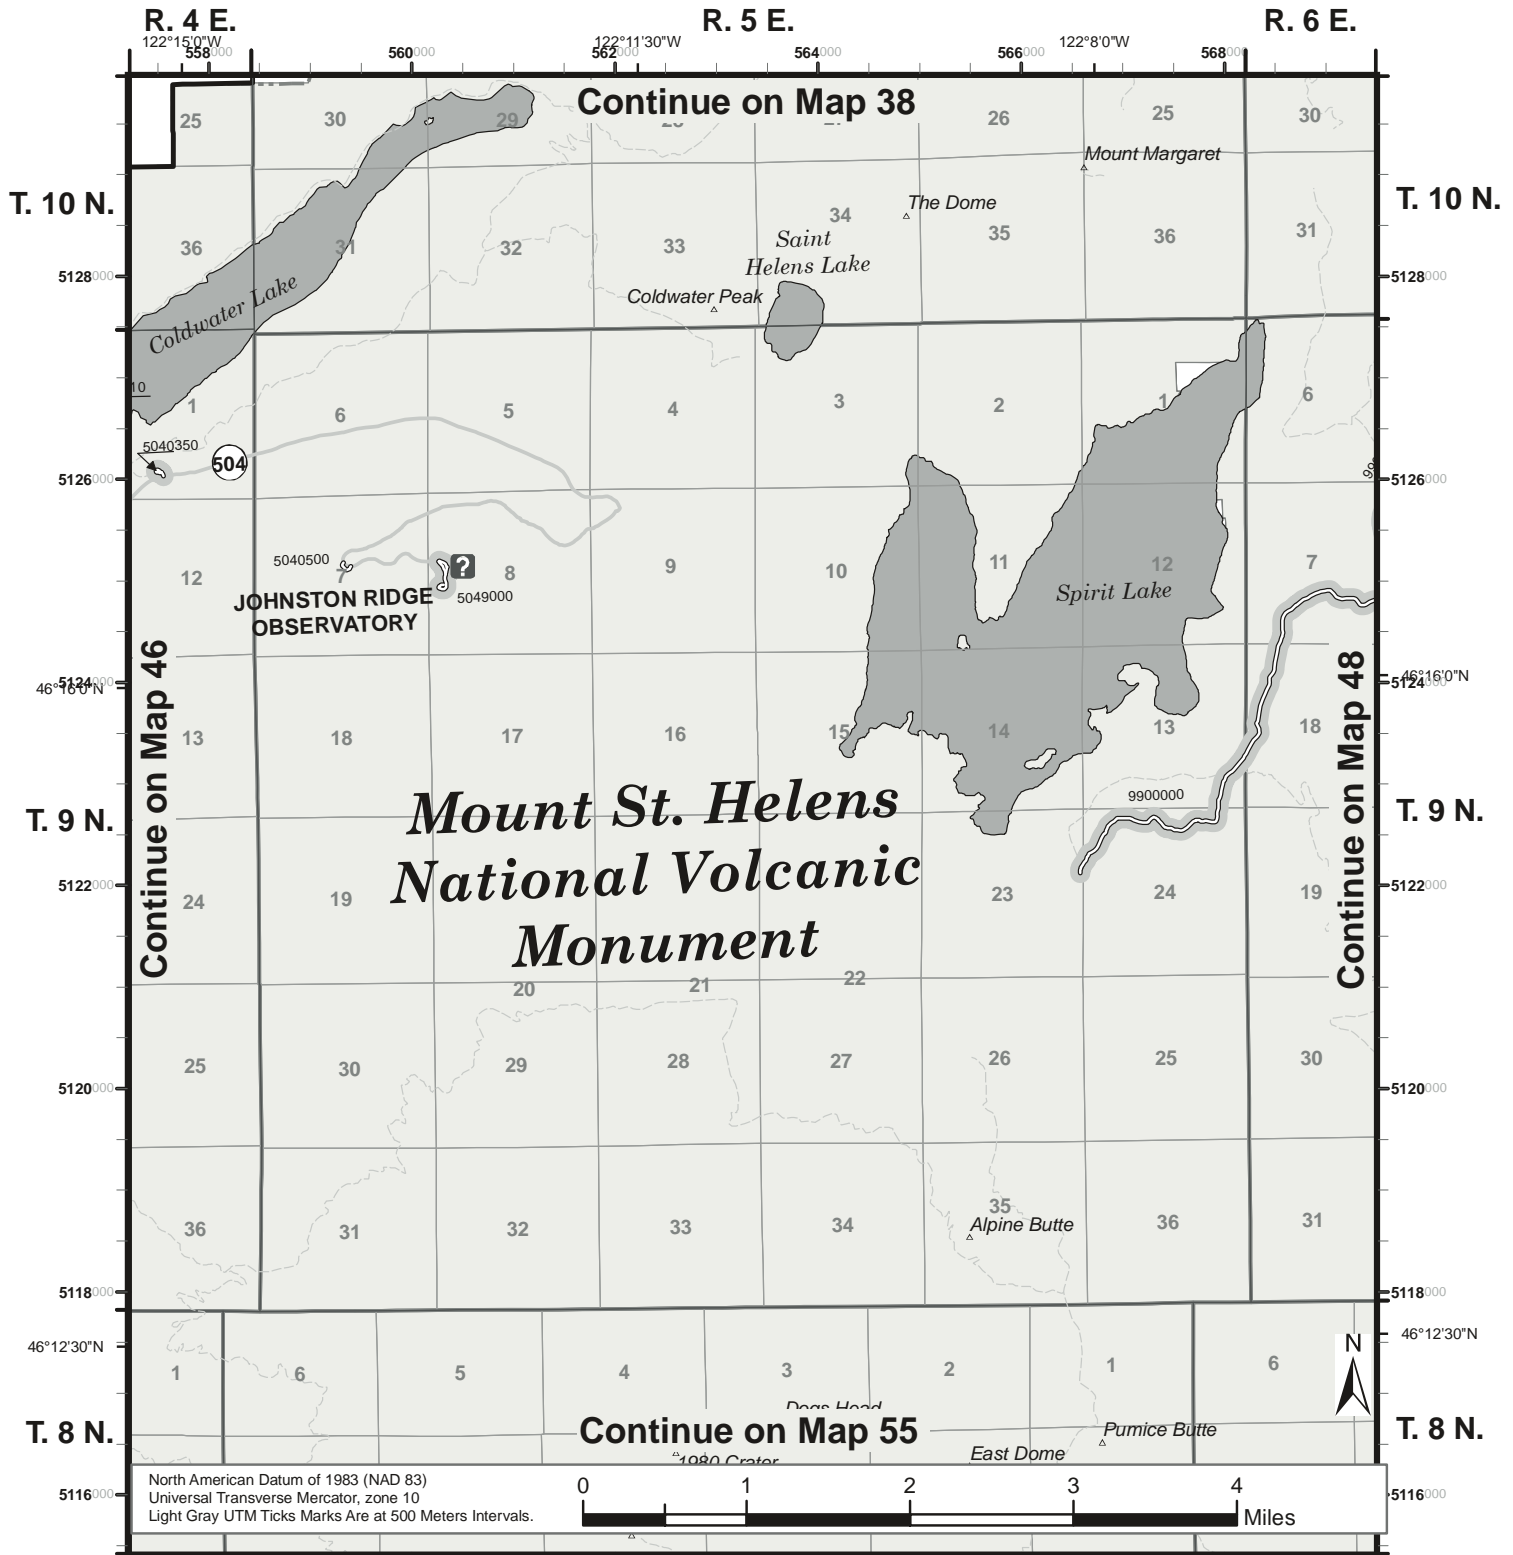 R. 4 E.
R. 5 E.
R. 6 E.
122°15'0"W
122°11'30"W
122°8'0"W
558000
560000
562000
564000
566000
568000
Continue on Map 38
25
30
29
26
25
30
Mount Margaret
T. 10 N.
T. 10 N.
The Dome
34
36
31
32
33
35
36
31
Saint
Helens Lake
5128000
5128000
Coldwater Lake
Coldwater Peak
10
1
6
5
4
3
2
1
6
5040350
504
5126000
5126000
12
7
8
9
10
11
12
7
5040500
5049000
?
JOHNSTON RIDGE
OBSERVATORY
Spirit Lake
Continue on Map 46
Continue on Map 48
46°16'0"N
5124000
5124000
46°16'0"N
13
18
17
16
15
14
13
18
9900000
T. 9 N.
T. 9 N.
Mount St. Helens
National Volcanic
Monument
5122000
5122000
24
19
23
24
19
20
21
22
25
30
29
28
27
26
25
30
5120000
5120000
36
31
32
33
34
35
36
31
Alpine Butte
5118000
5118000
46°12'30"N
46°12'30"N
N
1
6
5
4
3
2
1
6
Dogs Head
T. 8 N.
Continue on Map 55
T. 8 N.
Pumice Butte
East Dome
1980 Crater
5116000
5116000
North American Datum of 1983 (NAD 83)
Universal Transverse Mercator, zone 10
Light Gray UTM Ticks Marks Are at 500 Meters Intervals.
0
1
2
3
4
Miles